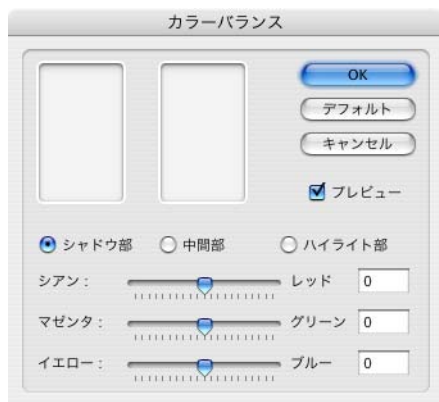 カラーバランス
OK
デフォルト
キャンセル
プレビュー
シャドウ部 中間部 ハイライト部
シアン： レッド 0
マゼンタ： グリーン 0
イエロー： ブルー 0